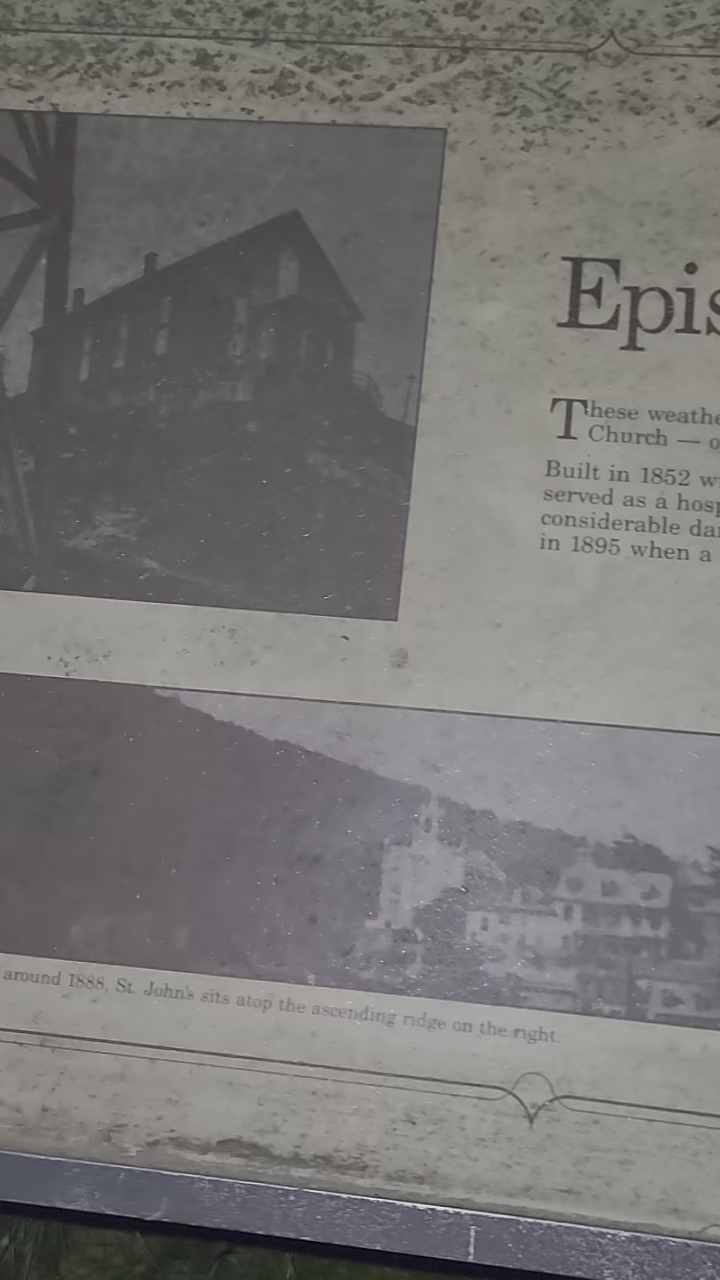 Epis
These weathe
Church — o
Built in 1852 w
served as a hosp
considerable da
in 1895 when a
around 1888, St. John's sits atop the ascending ridge on the right.